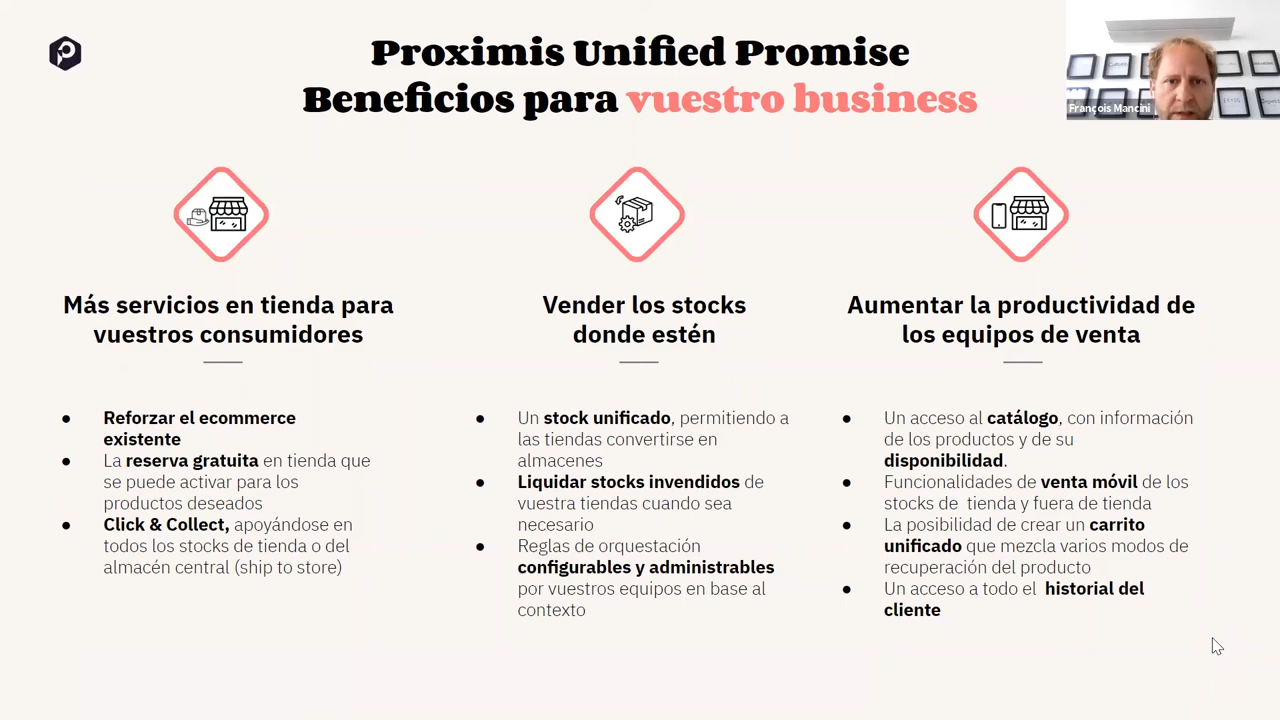 Proximis Unified Promise
Beneficios para vuestro business
François Mancini
Más servicios en tienda para
vuestros consumidores
Reforzar el ecommerce
existente
La reserva gratuita en tienda que
se puede activar para los
productos deseados
Click & Collect, apoyándose en
todos los stocks de tienda o del
almacén central (ship to store)
Vender los stocks
donde estén
Un stock unificado, permitiendo a
las tiendas convertirse en
almacenes
Liquidar stocks invendidos de
vuestra tiendas cuando sea
necesario
Reglas de orquestación
configurables y administrables
por vuestros equipos en base al
contexto
Aumentar la productividad de
los equipos de venta
Un acceso al catálogo, con información
de los productos y de su
disponibilidad.
Funcionalidades de venta móvil de los
stocks de tienda y fuera de tienda
La posibilidad de crear un carrito
unificado que mezcla varios modos de
recuperación del producto
Un acceso a todo el historial del
cliente